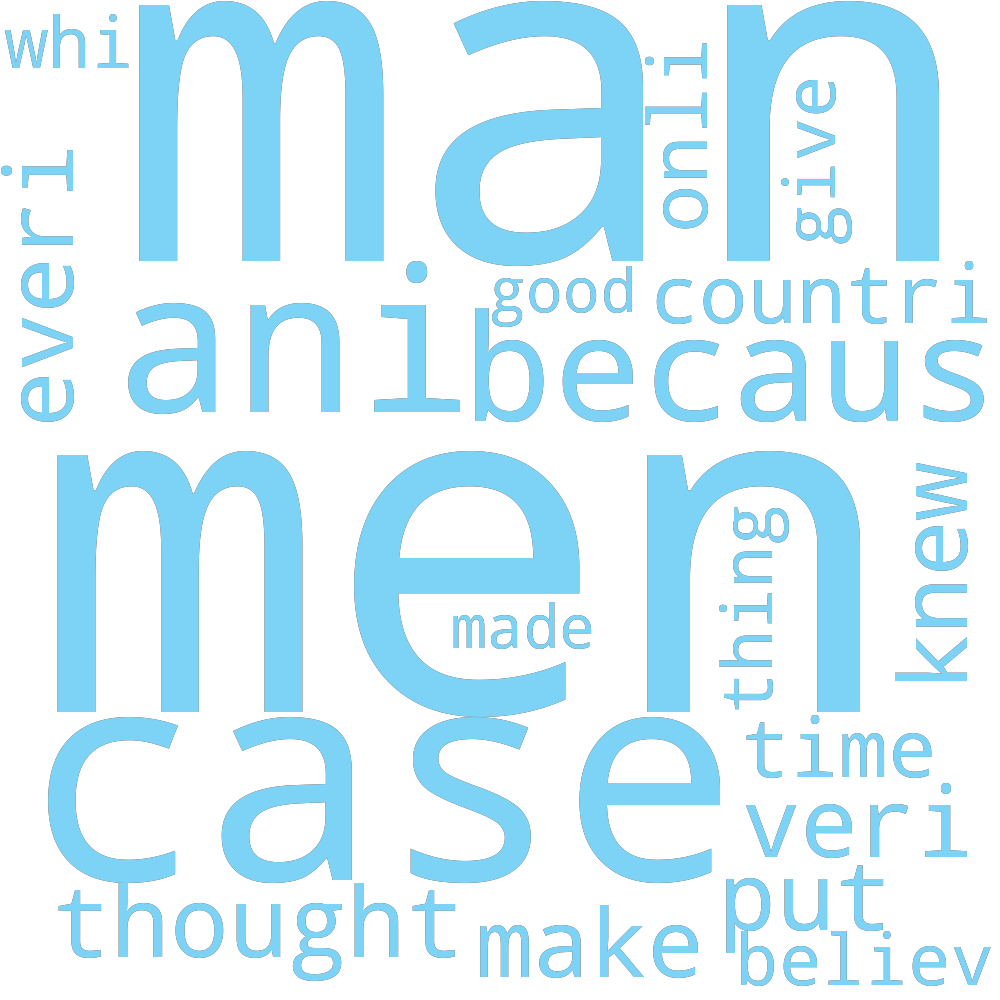 whi
man
onli
give
everi
good
countri
ani
becaus
men
knew
thing
made
case
time
veri
put
thought
make
believ